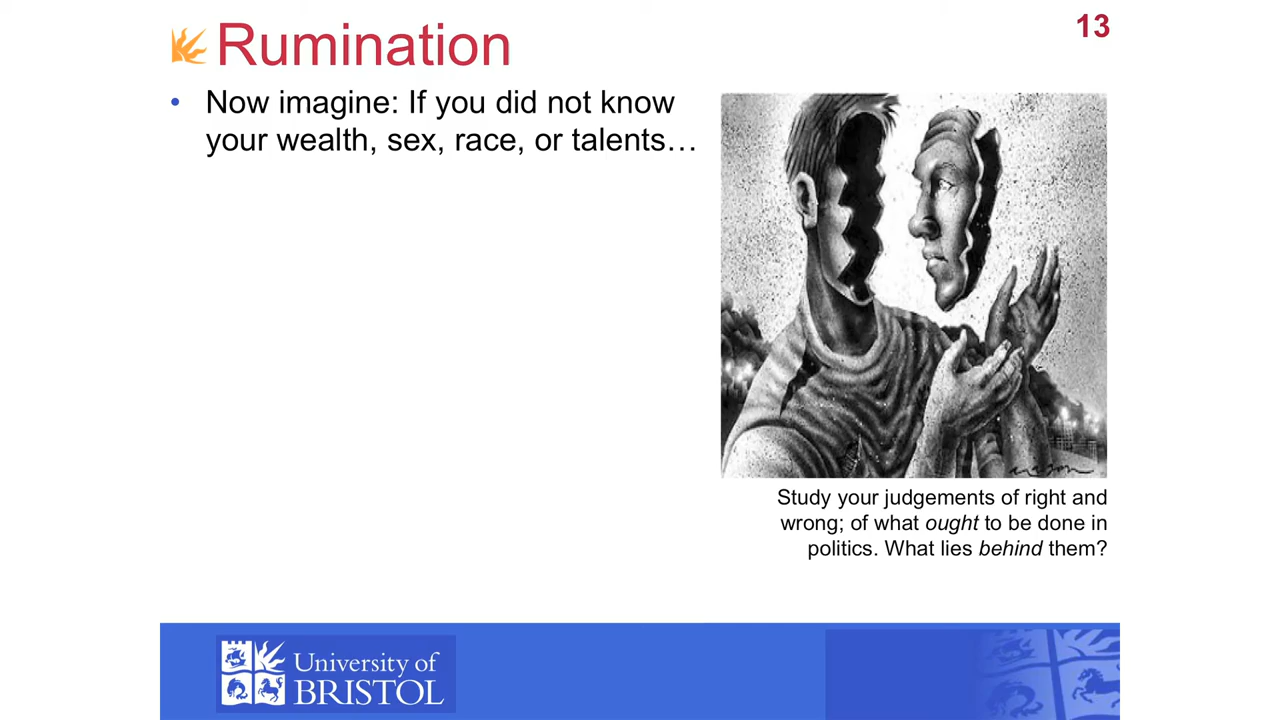 Rumination
13
• Now imagine: If you did not know
your wealth, sex, race, or talents…
Study your judgements of right and
wrong; of what ought to be done in
politics. What lies behind them?
University of
BRISTOL